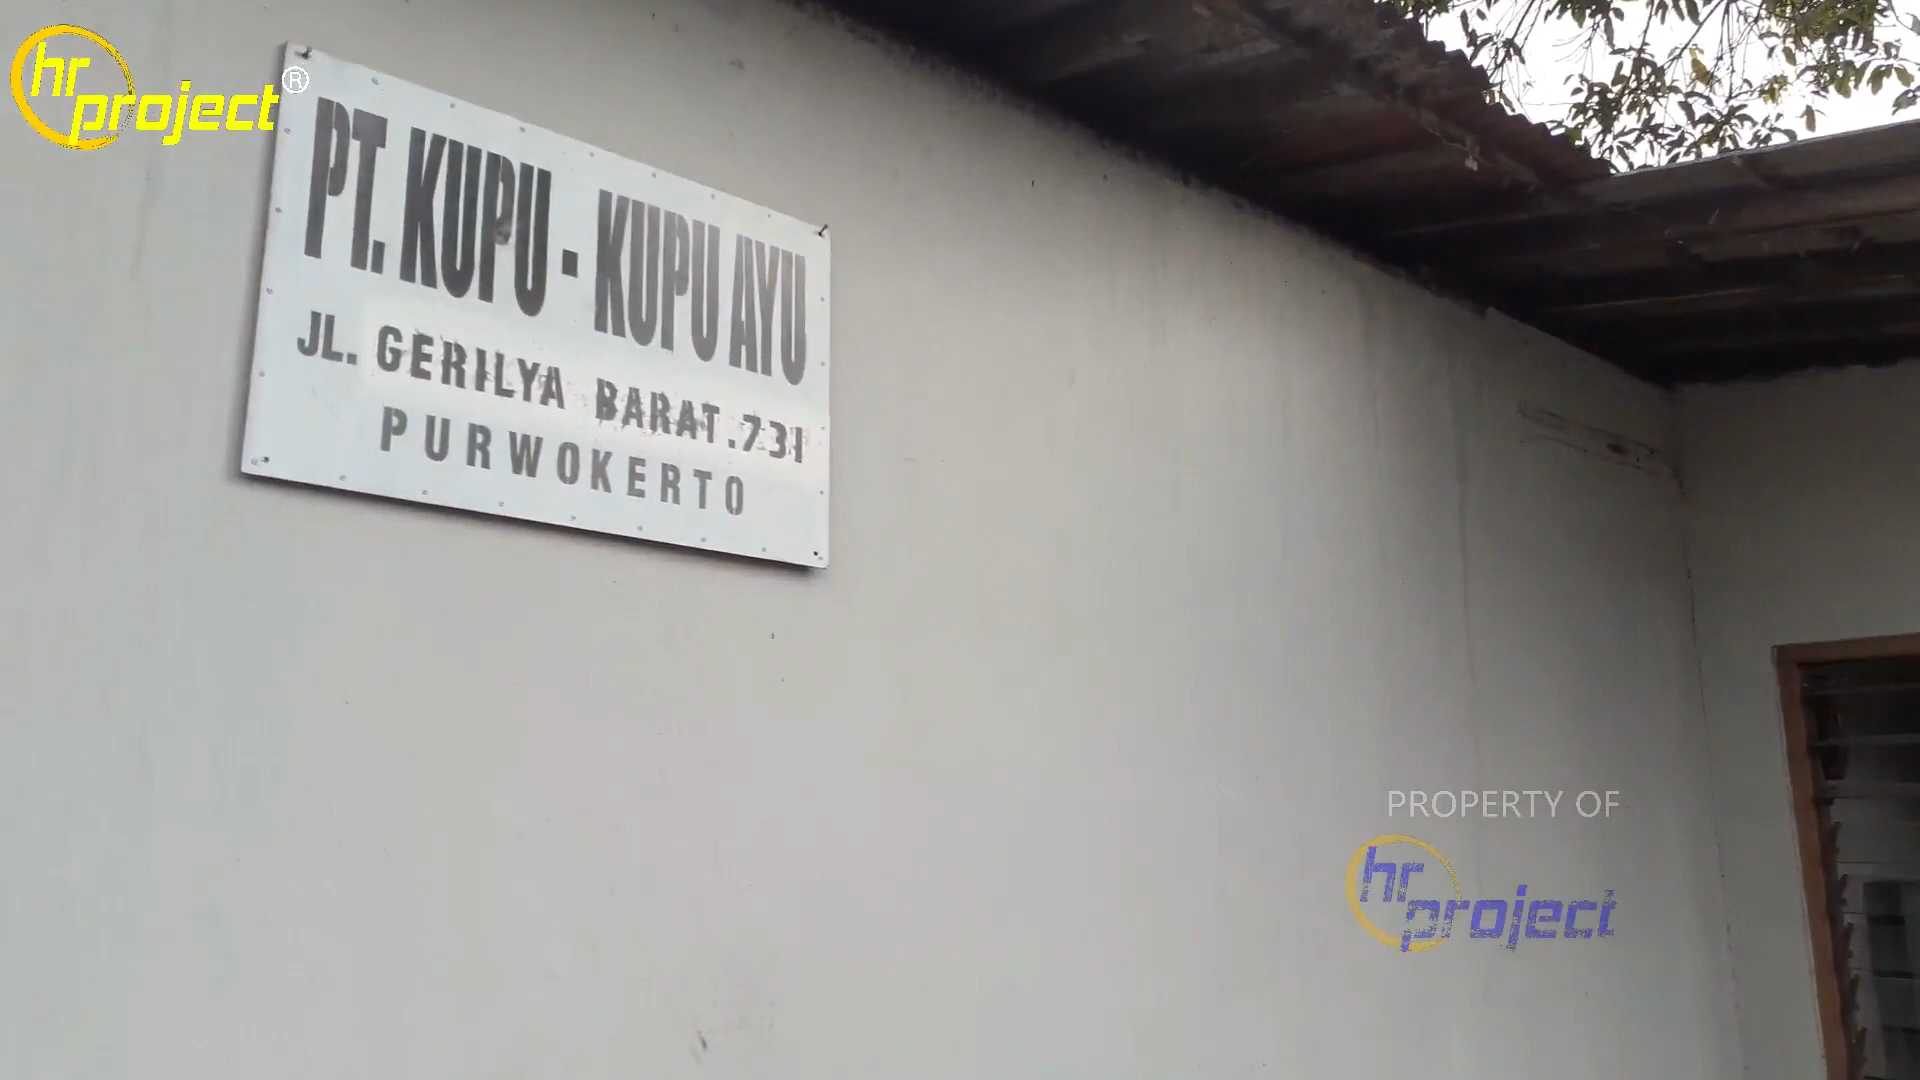 hr project ®
PT. KUPU - KUPU AYU
JL. GERILYA BARAT.731
PURWOKERTO
PROPERTY OF
hr project